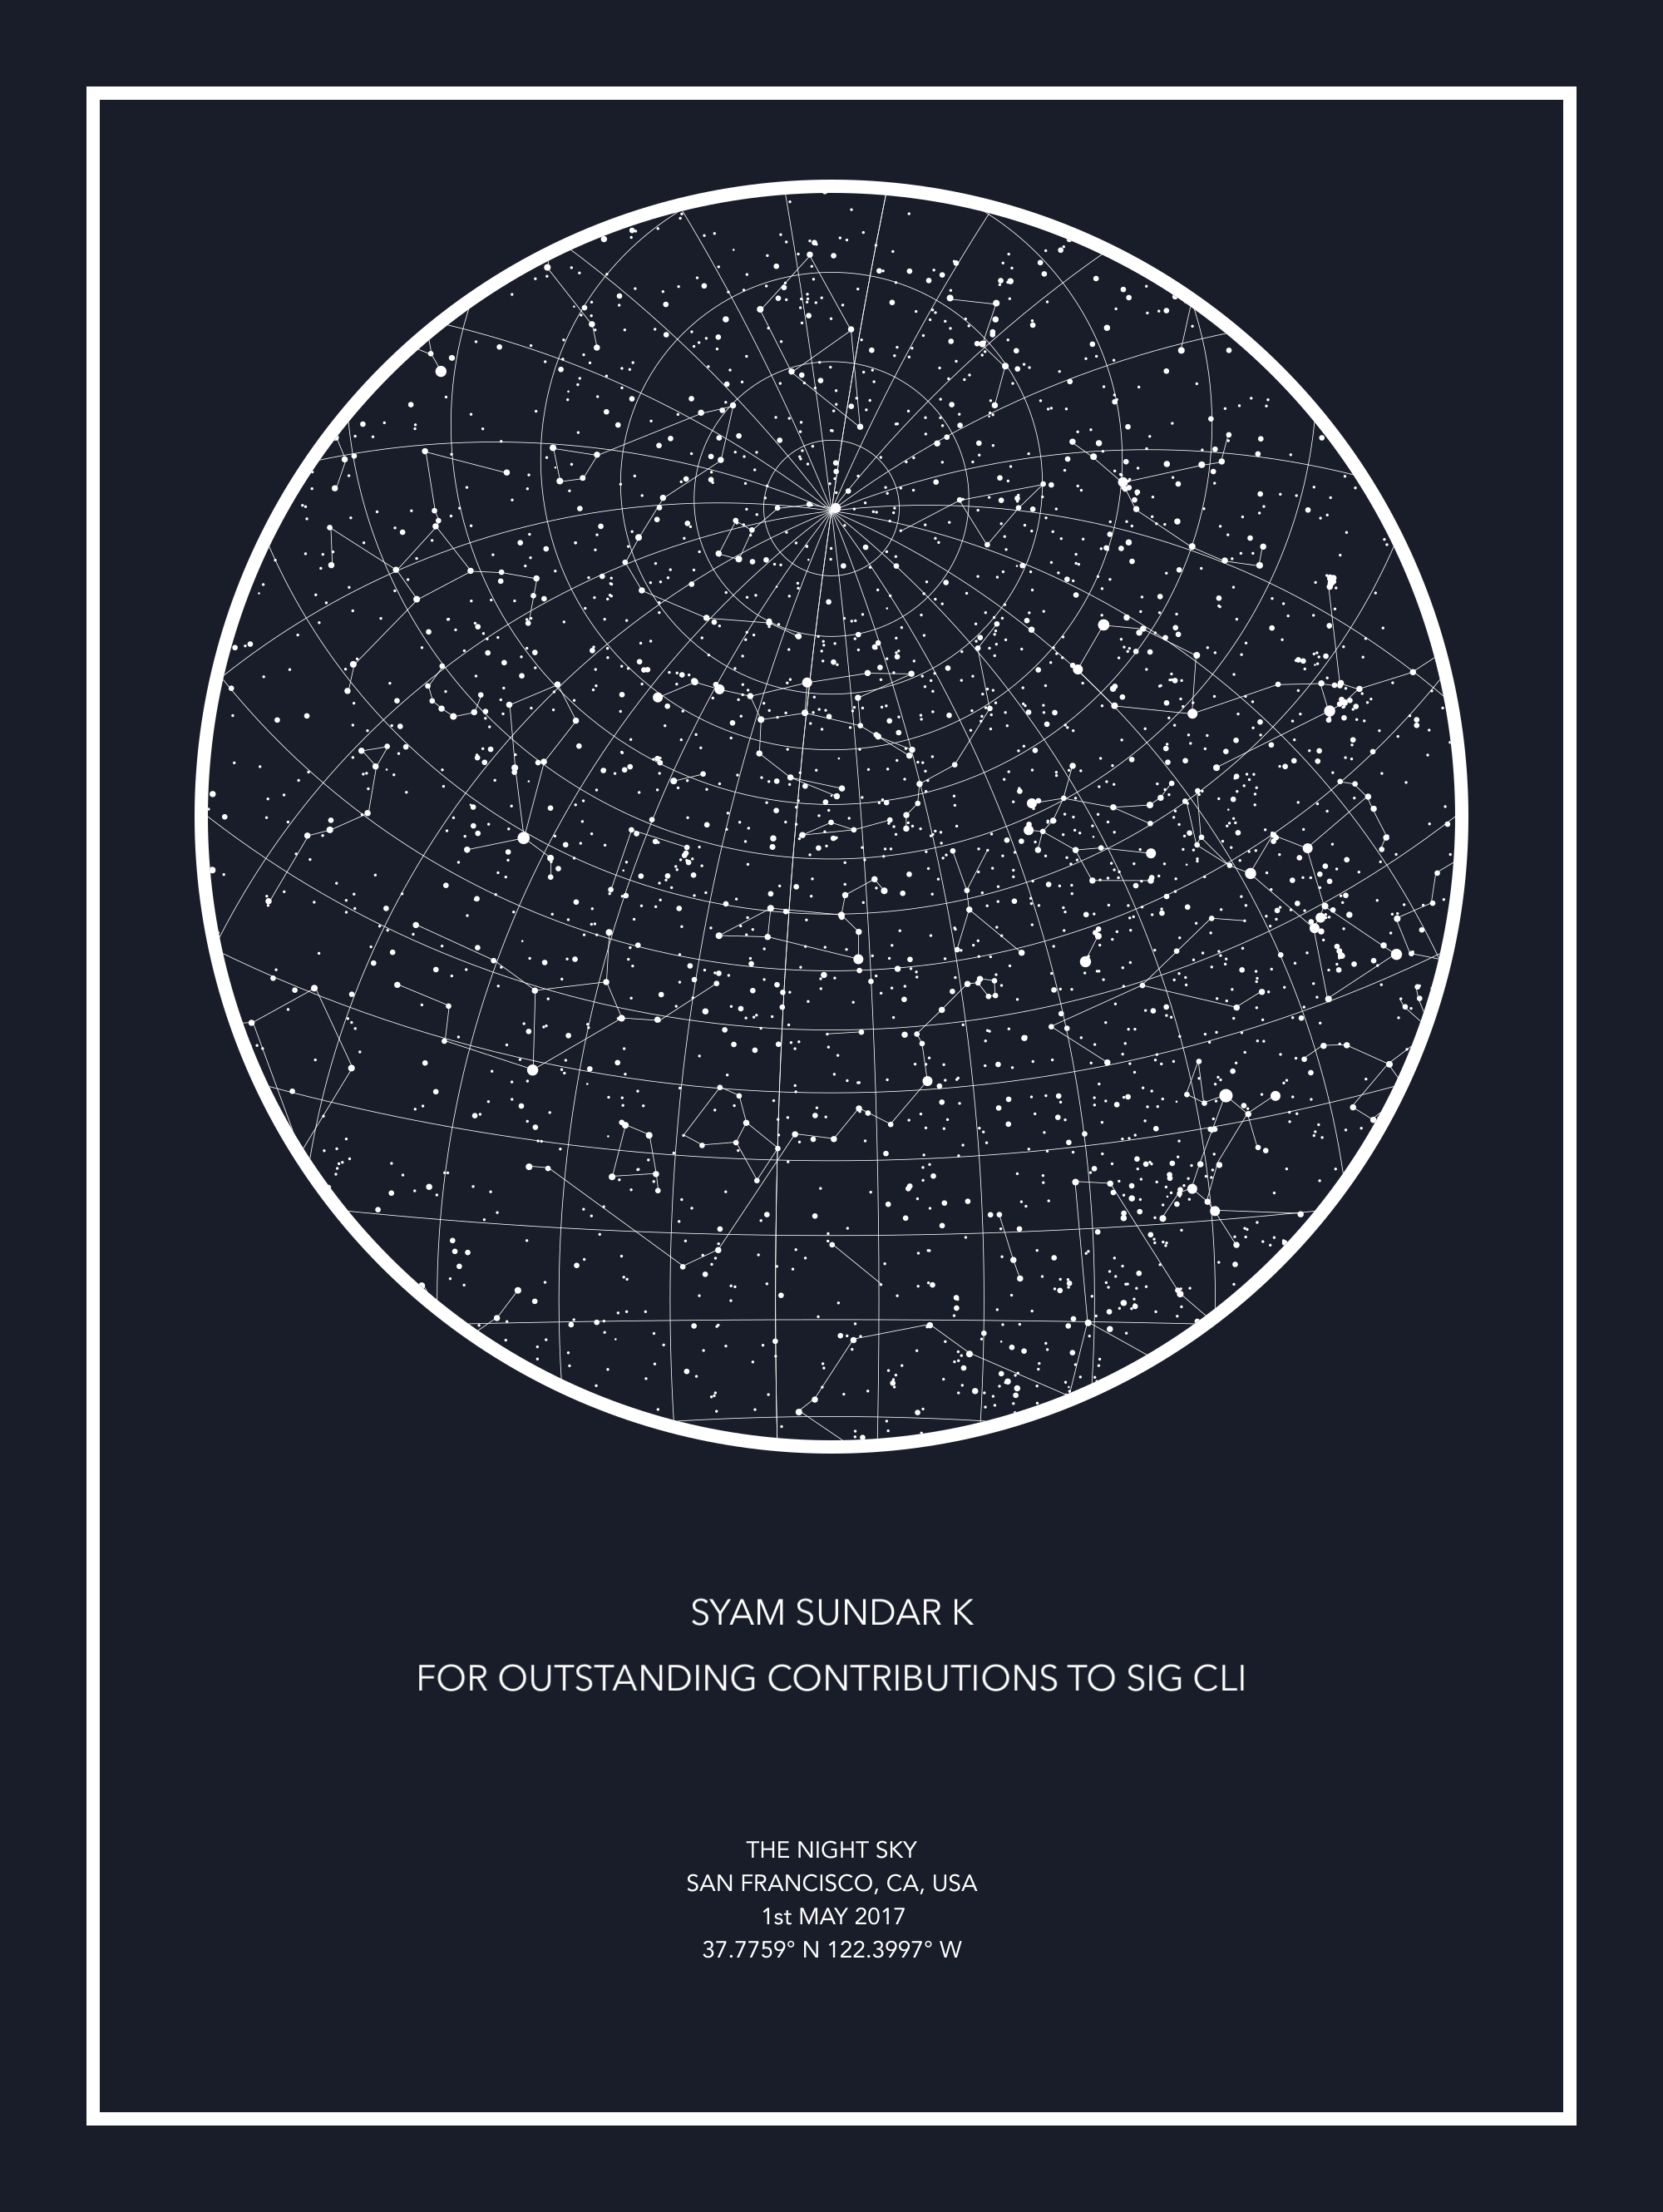 SYAM SUNDAR K
FOR OUTSTANDING CONTRIBUTIONS TO SIG CLI
THE NIGHT SKY
SAN FRANCISCO, CA, USA
1st MAY 2017
37.7759° N 122.3997° W